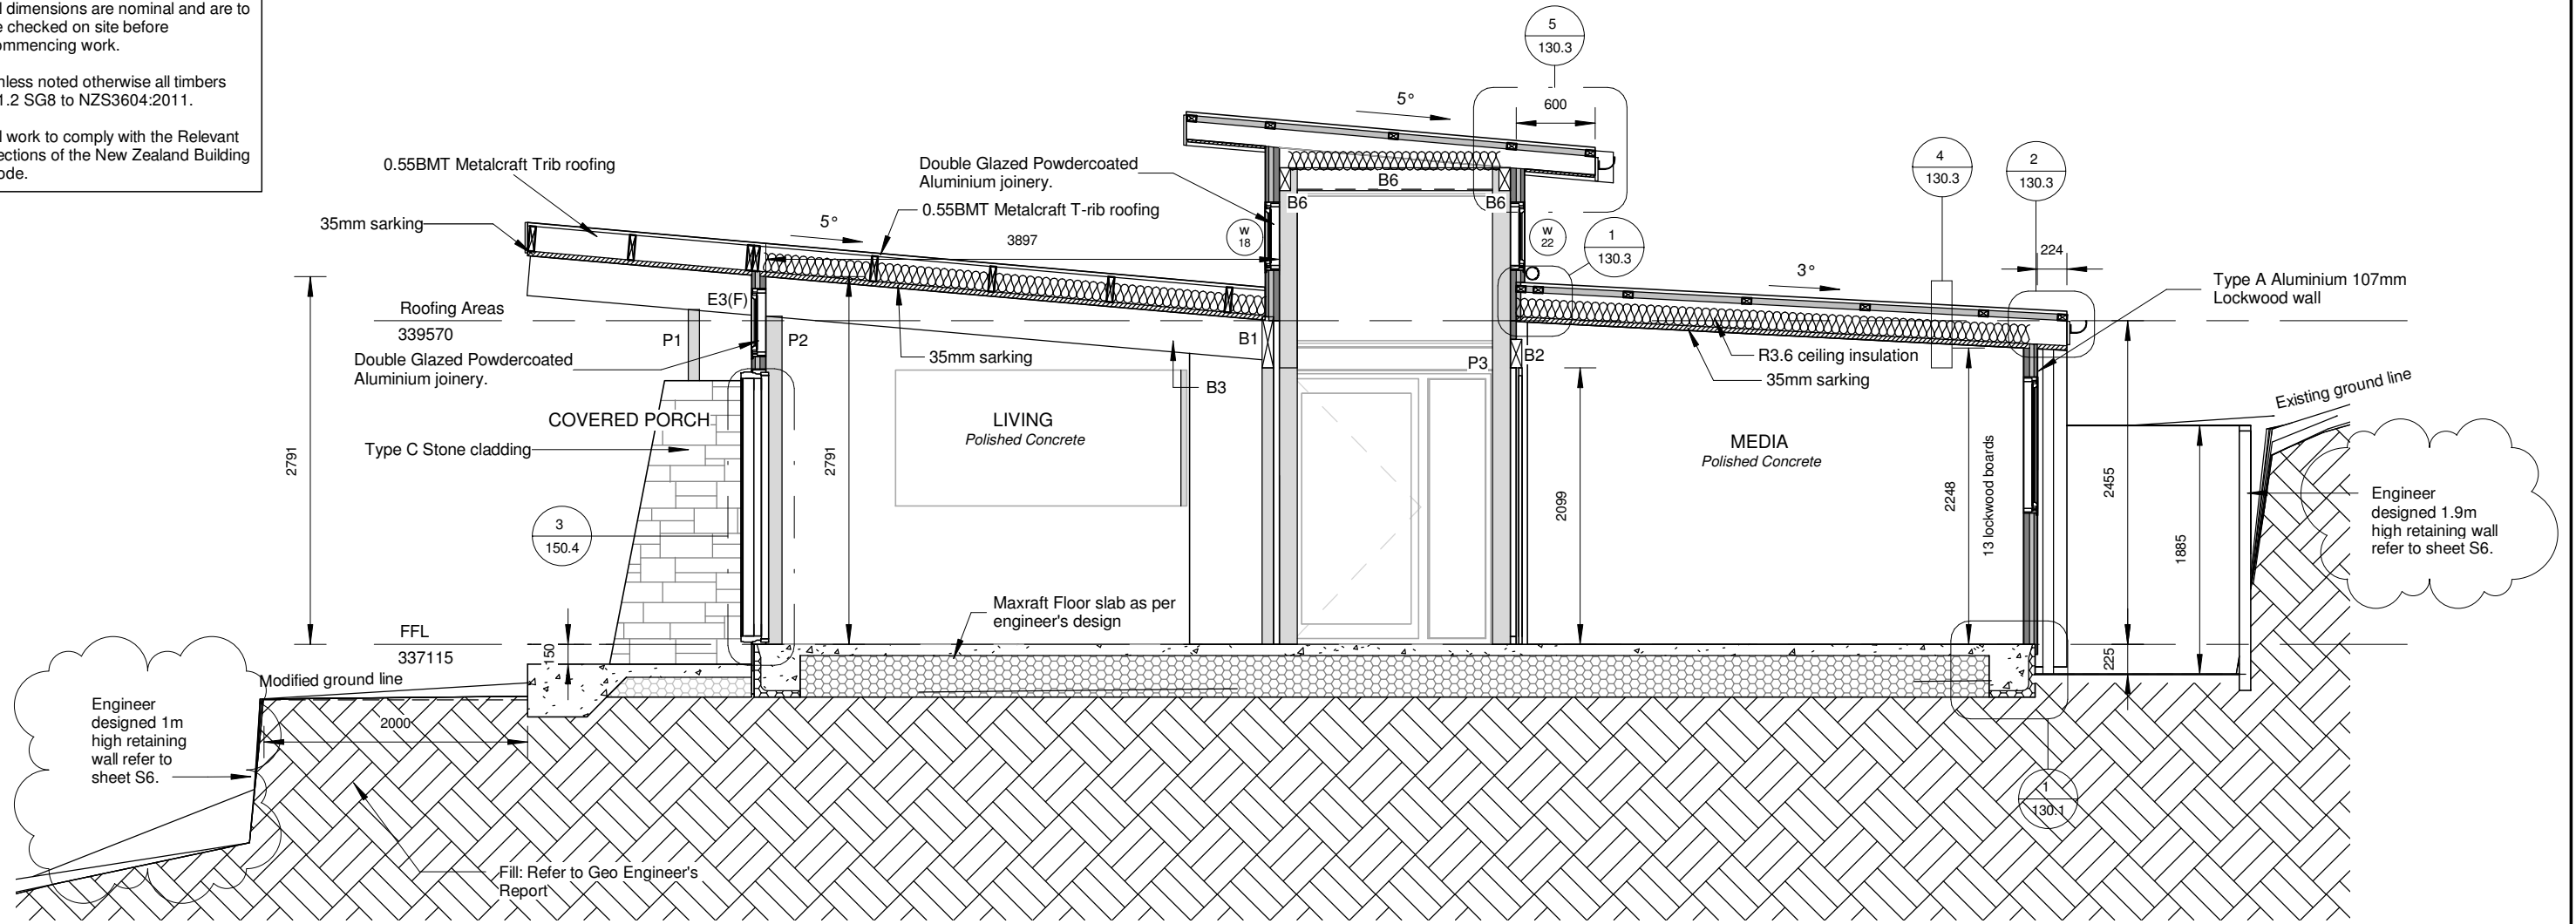 dimensions are nominal and are to
checked on site before
work.
otherwise all timbers
SG8 to NZS3604:2011.
work to comply with the Relevant
of the New Zealand Building
5
130.3
5°
600
4
130.3
2
130.3
0.55BMT Metalcraft Trib roofing
Double Glazed Powdercoated
Aluminium joinery.
B6
B6
B6
35mm sarking
5°
0.55BMT Metalcraft T-rib roofing
3897
W
18
W
22
1
130.3
3°
224
Type A Aluminium 107mm
Lockwood wall
Roofing Areas
339570
E3(F)
P1
P2
B1
B2
P3
Double Glazed Powdercoated
Aluminium joinery.
35mm sarking
B3
R3.6 ceiling insulation
35mm sarking
Existing ground line
COVERED PORCH
LIVING
Polished Concrete
MEDIA
Polished Concrete
Type C Stone cladding
2791
2791
2099
2248
13 lockwood boards
2455
1885
Engineer
designed 1.9m
high retaining wall
refer to sheet S6.
3
150.4
Maxraft Floor slab as per
engineer's design
FFL
337115
150
225
Modified ground line
2000
Engineer
designed 1m
high retaining
wall refer to
sheet S6.
1
130.1
Fill: Refer to Geo Engineer's
Report